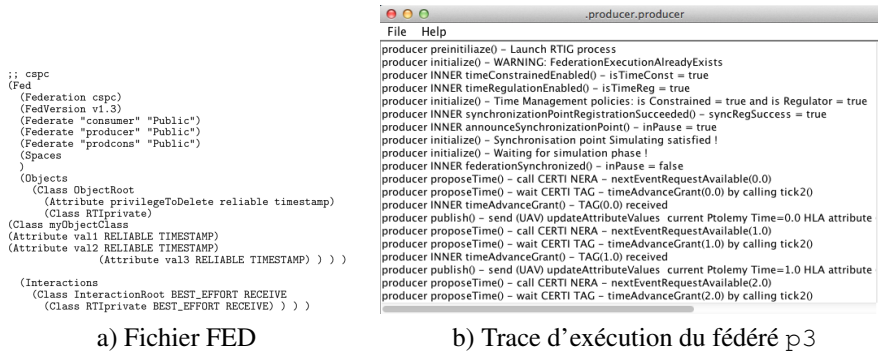 ;; cspc
(Fed
(Federation cspc)
(FedVersion v1.3)
(Federate "consumer" "Public")
(Federate "producer" "Public")
(Federate "prodcons" "Public")
(Spaces
)
(Objects
(Class ObjectRoot
(Attribute privilegeToDelete reliable timestamp)
(Class RTIprivate)
(Class myObjectClass
(Attribute val1 RELIABLE TIMESTAMP)
(Attribute val2 RELIABLE TIMESTAMP)
(Attribute val3 RELIABLE TIMESTAMP) ) ) )
(Interactions
(Class InteractionRoot BEST_EFFORT RECEIVE
(Class RTIprivate BEST_EFFORT RECEIVE) ) ) )
a) Fichier FED
.producer.producer
File Help
producer preinitiliaze() – Launch RTIG process
producer initialize() – WARNING: FederationExecutionAlreadyExists
producer INNER timeConstrainedEnabled() – isTimeConst = true
producer INNER timeRegulationEnabled() – isTimeReg = true
producer initialize() – Time Management policies: is Constrained = true and is Regulator = true
producer INNER synchronizationPointRegistrationSucceeded() – syncRegSuccess = true
producer INNER announceSynchronizationPoint() – inPause = true
producer initialize() – Synchronisation point Simulating satisfied !
producer initialize() – Waiting for simulation phase !
producer INNER federationSynchronized() – inPause = false
producer proposeTime() – call CERTI NERA – nextEventRequestAvailable(0.0)
producer proposeTime() – wait CERTI TAG – timeAdvanceGrant(0.0) by calling tick2()
producer INNER timeAdvanceGrant() – TAG(0.0) received
producer publish() – send (UAV) updateAttributeValues current Ptolemy Time=0.0 HLA attribute
producer proposeTime() – call CERTI NERA – nextEventRequestAvailable(1.0)
producer proposeTime() – wait CERTI TAG – timeAdvanceGrant(1.0) by calling tick2()
producer INNER timeAdvanceGrant() – TAG(1.0) received
producer publish() – send (UAV) updateAttributeValues current Ptolemy Time=1.0 HLA attribute
producer proposeTime() – call CERTI NERA – nextEventRequestAvailable(2.0)
producer proposeTime() – wait CERTI TAG – timeAdvanceGrant(2.0) by calling tick2()
b) Trace d'exécution du fédéré p3